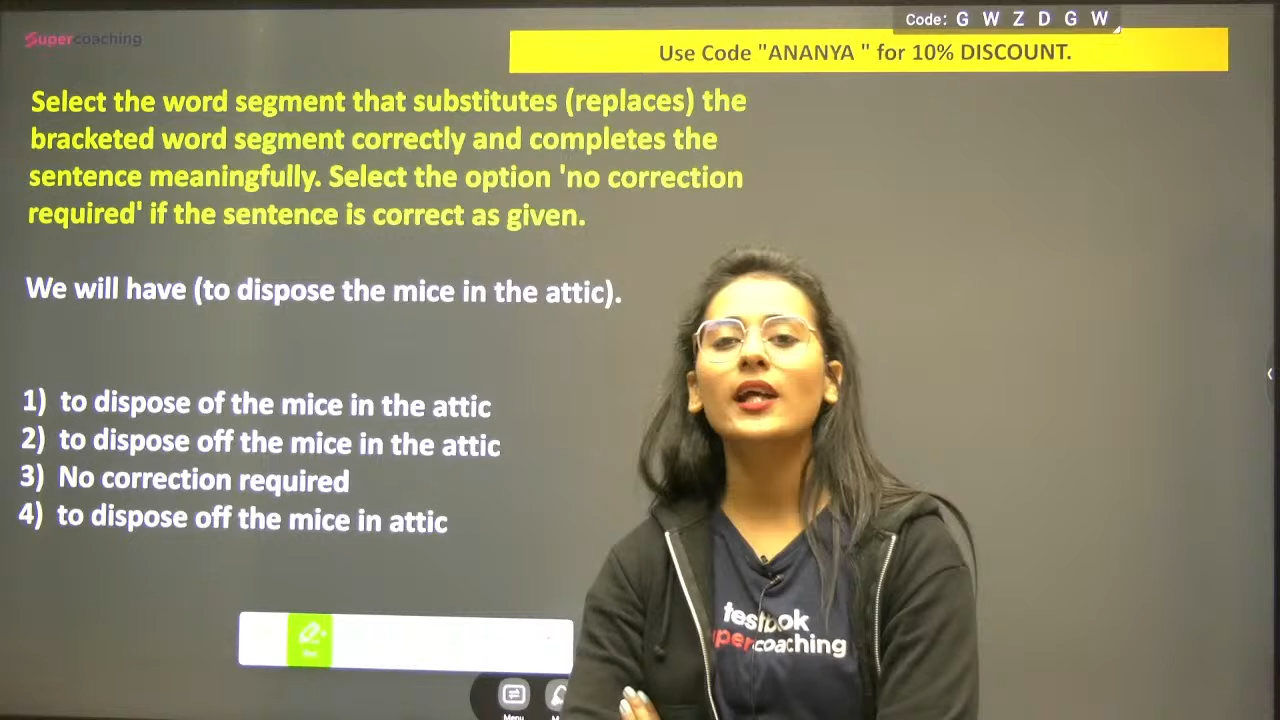 Code: G W Z D G W
Supercoaching
Use Code "ANANYA " for 10% DISCOUNT.
Select the word segment that substitutes (replaces) the
bracketed word segment correctly and completes the
sentence meaningfully. Select the option 'no correction
required' if the sentence is correct as given.
We will have (to dispose the mice in the attic).
1) to dispose of the mice in the attic
2) to dispose off the mice in the attic
3) No correction required
4) to dispose off the mice in attic
testbook
supercoaching
Menu